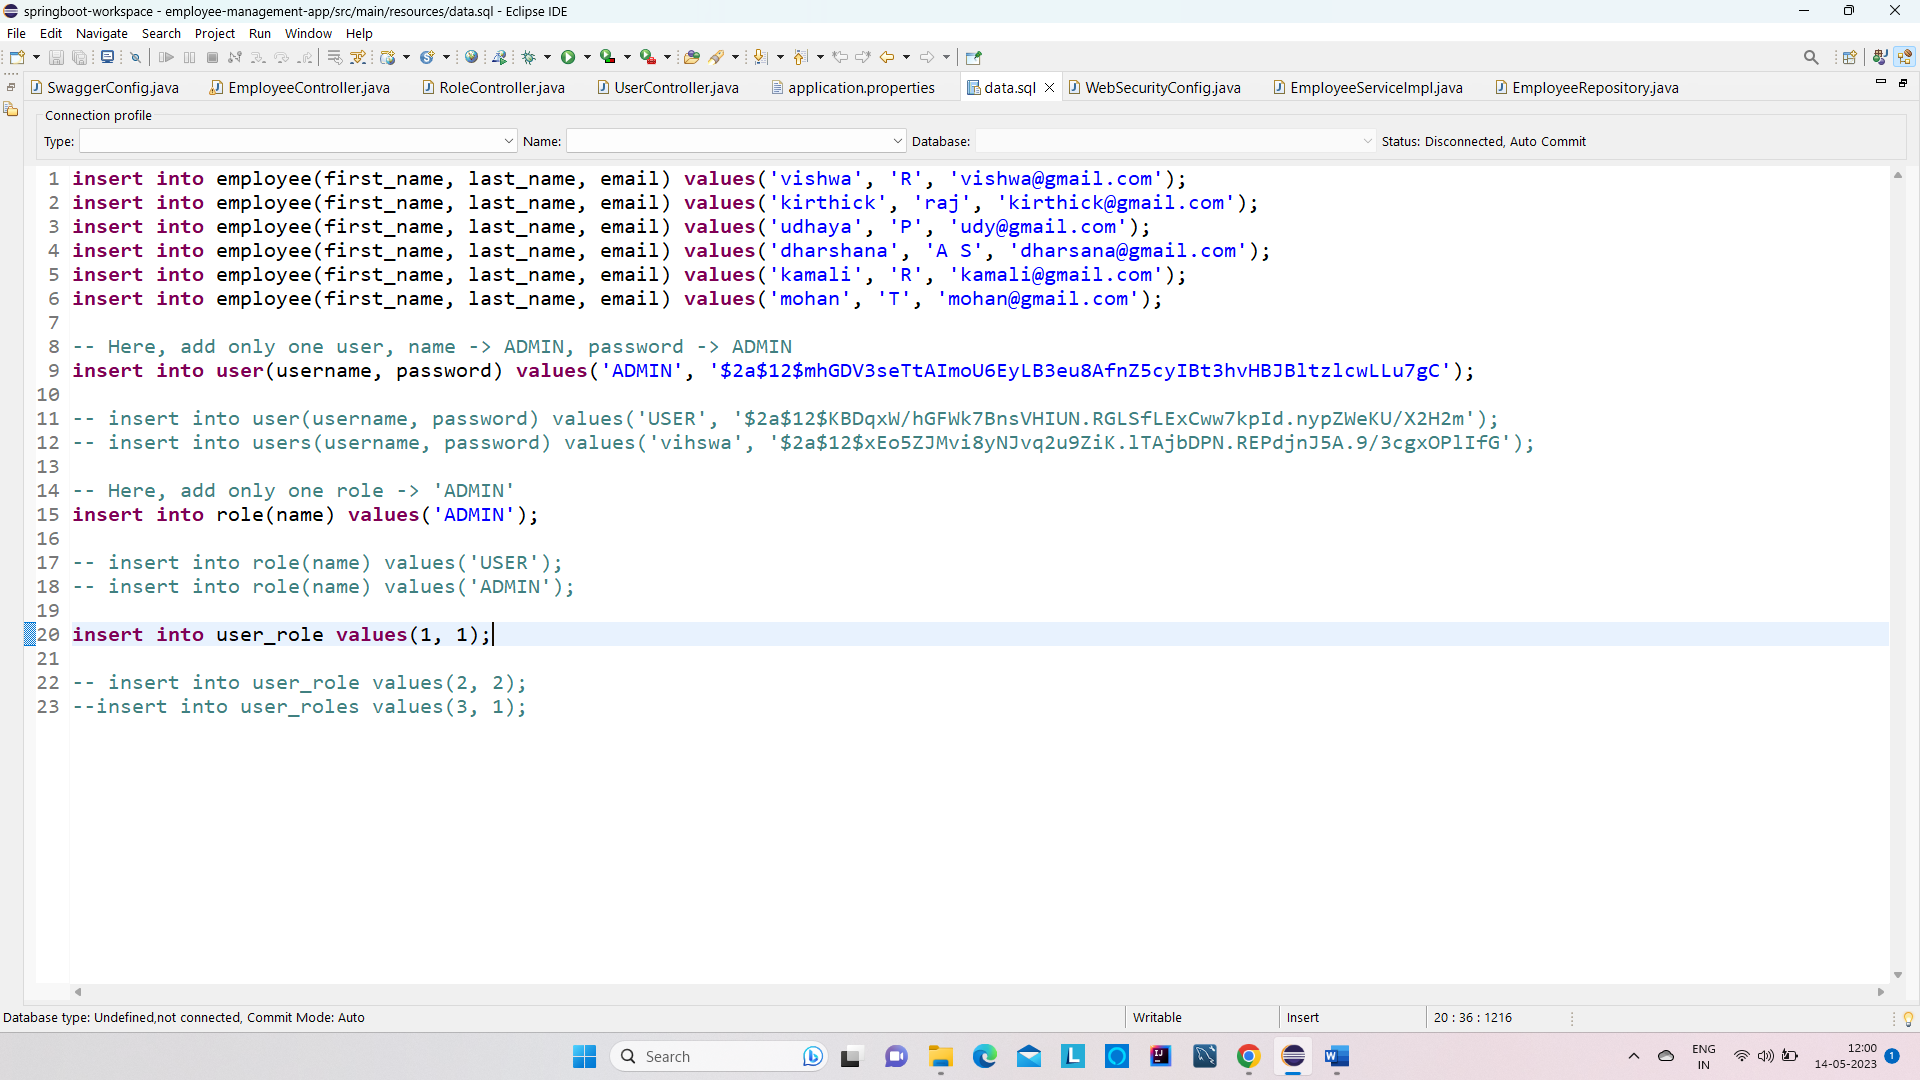 springboot-workspace - employee-management-app/src/main/resources/data.sql - Eclipse IDE
File Edit Navigate Search Project Run Window Help
SwaggerConfig.java EmployeeController.java RoleController.java UserController.java application.properties data.sql WebSecurityConfig.java EmployeeServiceImpl.java EmployeeRepository.java
Connection profile
Type: Name: Database: Status: Disconnected, Auto Commit
1 insert into employee(first_name, last_name, email) values('vishwa', 'R', 'vishwa@gmail.com');
2 insert into employee(first_name, last_name, email) values('kirthick', 'raj', 'kirthick@gmail.com');
3 insert into employee(first_name, last_name, email) values('udhaya', 'P', 'udy@gmail.com');
4 insert into employee(first_name, last_name, email) values('dharshana', 'A S', 'dharsana@gmail.com');
5 insert into employee(first_name, last_name, email) values('kamali', 'R', 'kamali@gmail.com');
6 insert into employee(first_name, last_name, email) values('mohan', 'T', 'mohan@gmail.com');
7
8 -- Here, add only one user, name -> ADMIN, password -> ADMIN
9 insert into user(username, password) values('ADMIN', '$2a$12$mhGDV3seTtAImoU6EyLB3eu8AfnZ5cyIBt3hvHBJBltzlcwLLu7gC');
10
11 -- insert into user(username, password) values('USER', '$2a$12$KBDqxW/hGFWk7BnsVHIUN.RGLSfLExCww7kpId.nypZWeKU/X2H2m');
12 -- insert into users(username, password) values('vihswa', '$2a$12$xEo5ZJMvi8yNJvq2u9ZiK.lTAjbDPN.REPdjnJ5A.9/3cgxOPlIfG');
13
14 -- Here, add only one role -> 'ADMIN'
15 insert into role(name) values('ADMIN');
16
17 -- insert into role(name) values('USER');
18 -- insert into role(name) values('ADMIN');
19
20 insert into user_role values(1, 1);
21
22 -- insert into user_role values(2, 2);
23 --insert into user_roles values(3, 1);
Database type: Undefined,not connected, Commit Mode: Auto Writable Insert 20 : 36 : 1216
Search ENG 12:00
IN 14-05-2023 1